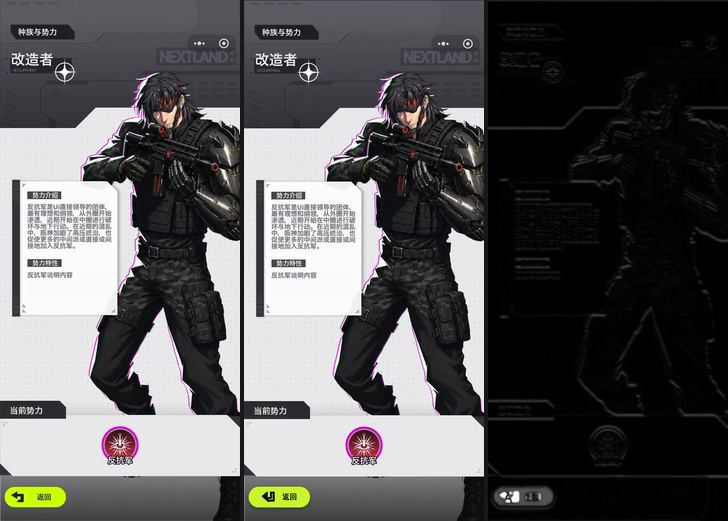 种族与势力
改造者
NEXTLAND:
势力介绍
反抗军是Ui直接领导的团体,
最有理想和纲领，从外圈开始
渗透，近期开始在中圈进行破
坏与地下行动。在近期的混乱
中，阪神加剧了高压统治，也
促使更多的中间派或直接或间
接地加入反抗军。
势力特性
反抗军说明内容
当前势力
反抗军
返回
种族与势力
改造者
NEXTLAND:
势力介绍
反抗军是Ui直接领导的团体,
最有理想和纲领，从外圈开始
渗透，近期开始在中圈进行破
坏与地下行动。在近期的混乱
中，阪神加剧了高压统治，也
促使更多的中间派或直接或间
接地加入反抗军。
势力特性
反抗军说明内容
当前势力
反抗军
返回